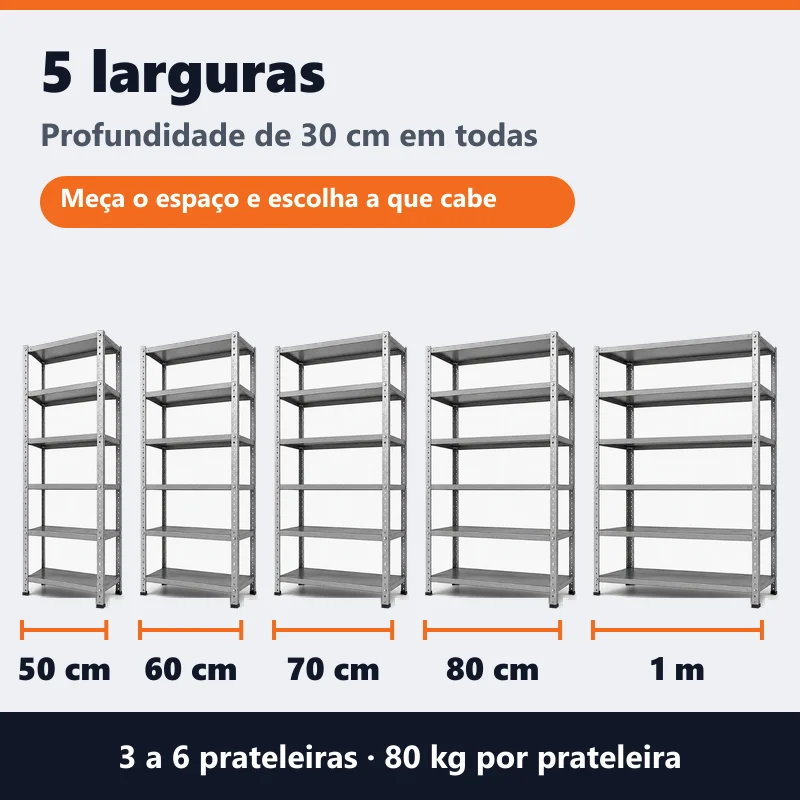 5 larguras
Profundidade de 30 cm em todas
Meça o espaço e escolha a que cabe
50 cm
60 cm
70 cm
80 cm
1 m
3 a 6 prateleiras · 80 kg por prateleira